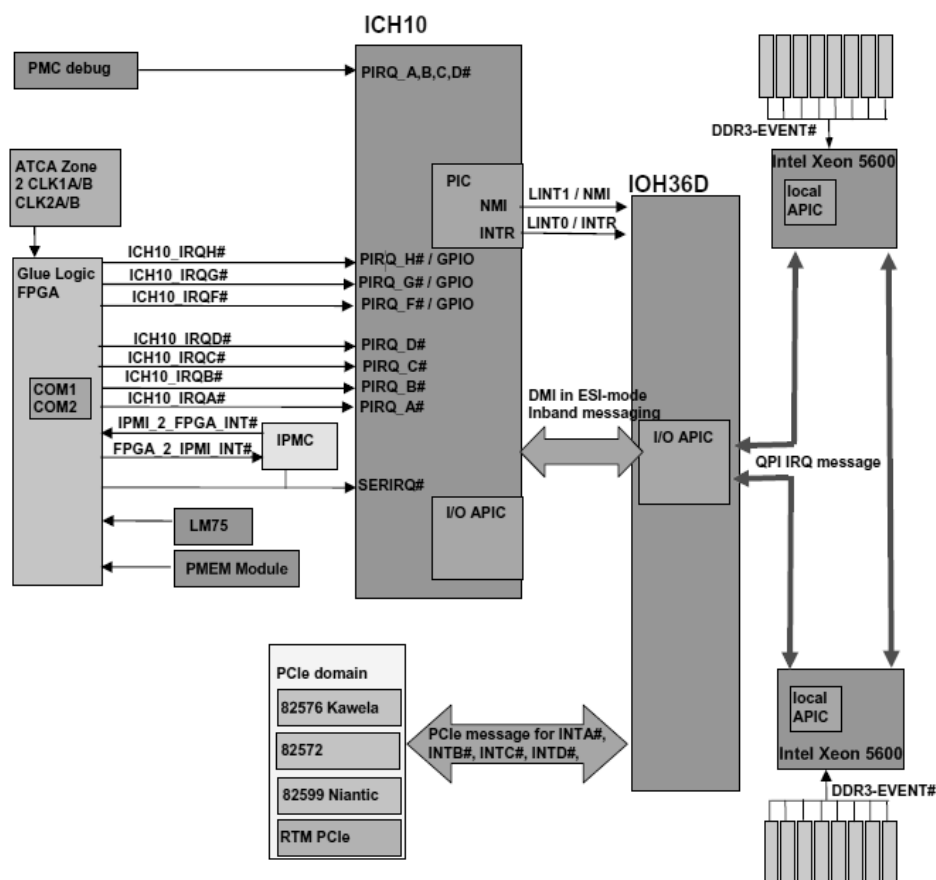 ICH10
PMC debug
PIRQ_A,B,C,D#
DDR3-EVENT#
Intel Xeon 5600
local
APIC
ATCA Zone
2 CLK1A/B
CLK2A/B
PIC
NMI
INTR
LINT1 / NMI
LINT0 / INTR
IOH36D
Glue Logic
FPGA
ICH10_IRQH#
ICH10_IRQG#
ICH10_IRQF#
PIRQ_H# / GPIO
PIRQ_G# / GPIO
PIRQ_F# / GPIO
ICH10_IRQD#
ICH10_IRQC#
ICH10_IRQB#
ICH10_IRQA#
PIRQ_D#
PIRQ_C#
PIRQ_B#
PIRQ_A#
COM1
COM2
IPMI_2_FPGA_INT#
FPGA_2_IPMI_INT#
IPMC
SERIRQ#
DMI in ESI-mode
Inband messaging
I/O APIC
QPI IRQ message
I/O APIC
LM75
PMEM Module
PCIe domain
82576 Kawela
82572
82599 Niantic
RTM PCIe
PCIe message for INTA#,
INTB#, INTC#, INTD#,
local
APIC
Intel Xeon 5600
DDR3-EVENT#